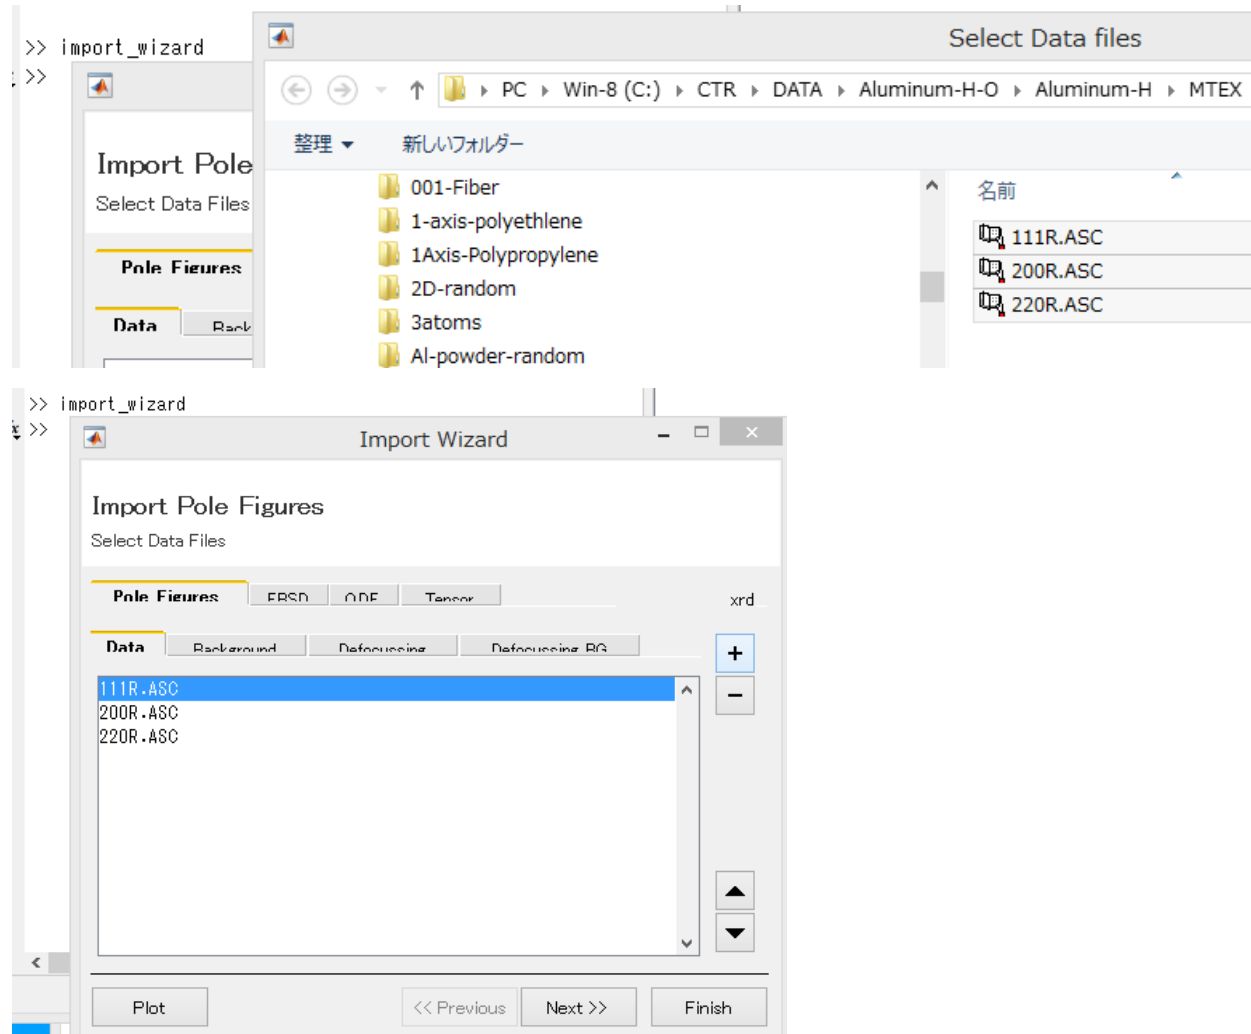 >> import_wizard
>>
Select Data files
PC Win-8 (C:) CTR DATA Aluminum-H-O Aluminum-H MTEX
整理 新しいフォルダー
Import Pole
Select Data Files
Pole Figures
Data Back
001-Fiber
1-axis-polyethlene
1Axis-Polypropylene
2D-random
3atoms
Al-powder-random
名前
111R.ASC
200R.ASC
220R.ASC
>> import_wizard
fx >>
Import Wizard
Import Pole Figures
Select Data Files
Pole Figures EBSD ODF Tensor xrd
Data Background Defocussing Defocussing BG
+
111R.ASC
200R.ASC
220R.ASC
−
Plot << Previous Next >> Finish